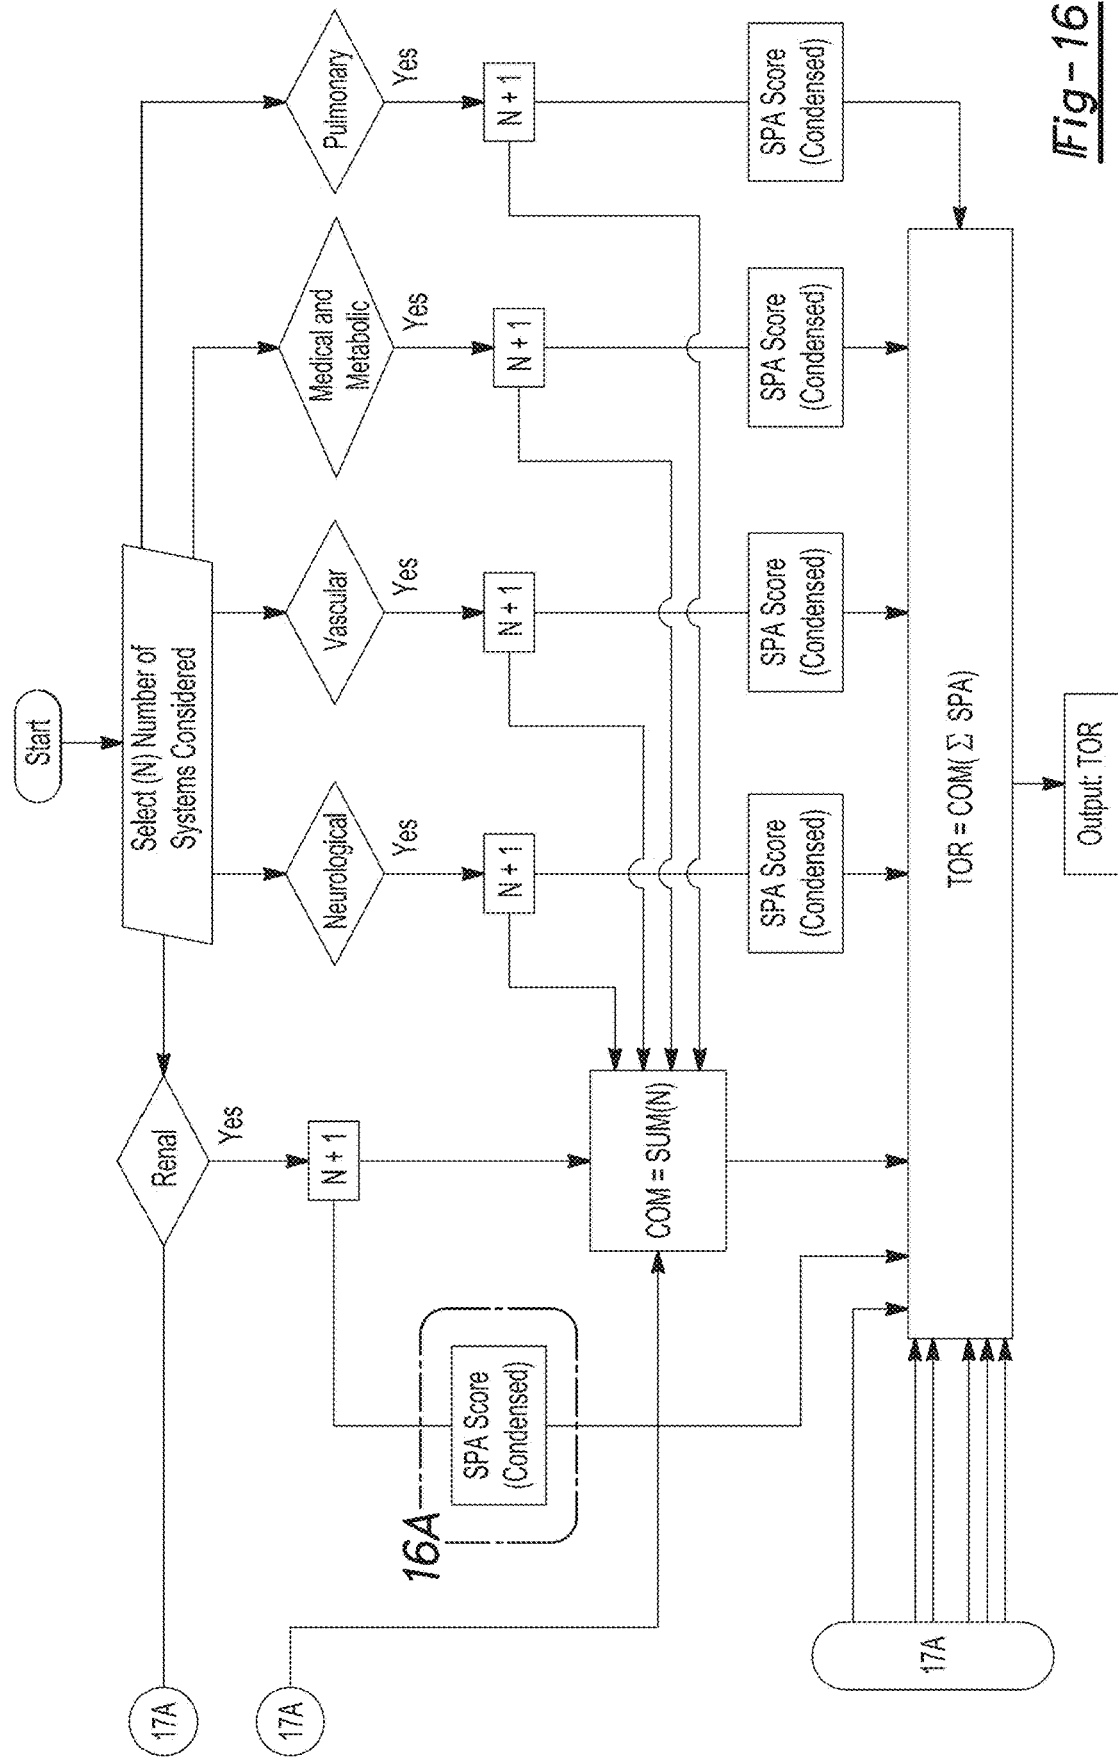 Start
Select (N) Number of
Systems Considered
17A
Renal
Neurological
Vascular
Medical and
Metabolic
Pulmonary
Yes
Yes
Yes
Yes
Yes
17A
N + 1
N + 1
N + 1
N + 1
N + 1
16A
SPA Score
(Condensed)
COM = SUM(N)
SPA Score
(Condensed)
SPA Score
(Condensed)
SPA Score
(Condensed)
SPA Score
(Condensed)
17A
TOR = COM( Σ SPA)
Output: TOR
Fig-16